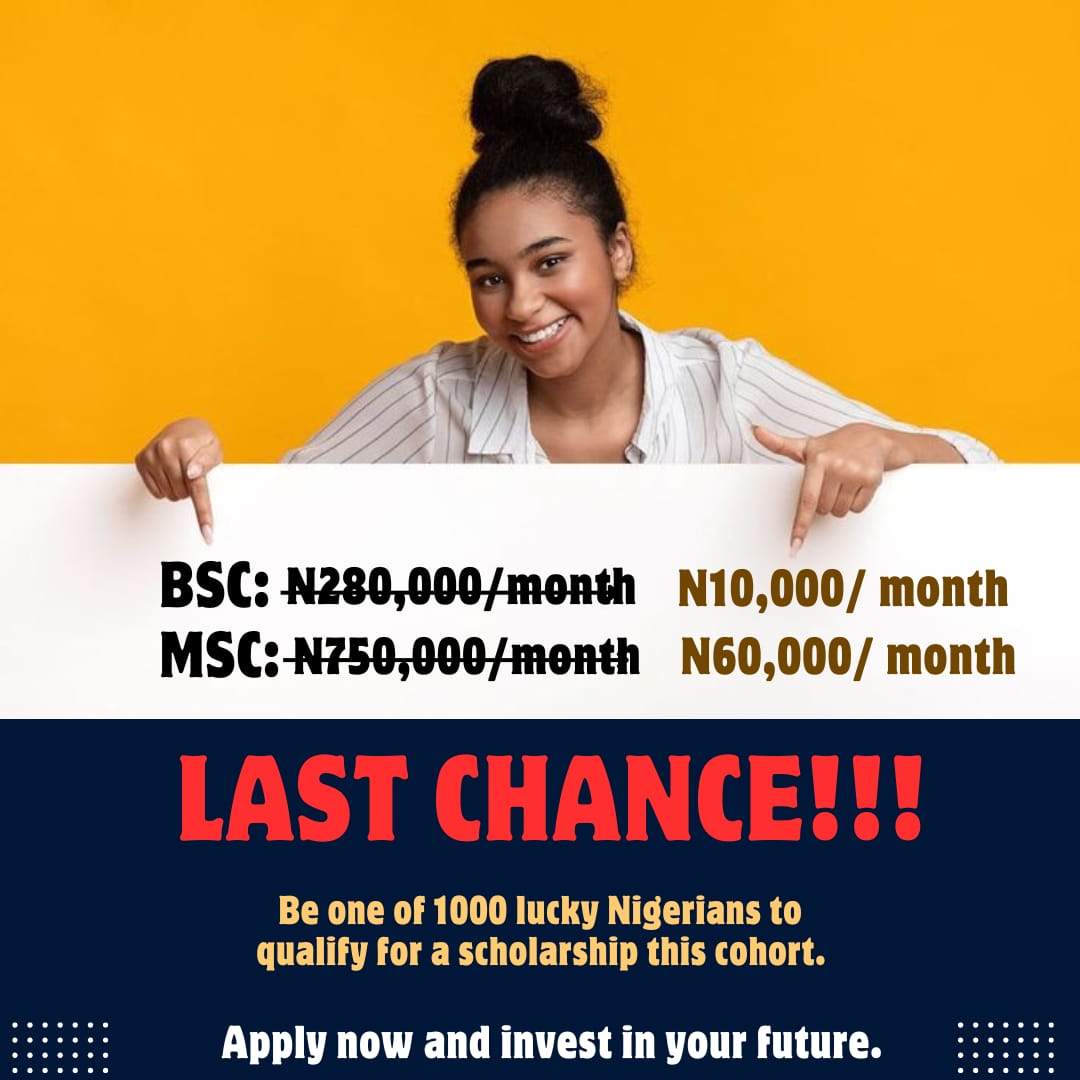 BSC: N280,000/month N10,000/ month
MSC: N750,000/month N60,000/ month
LAST CHANCE!!!
Be one of 1000 lucky Nigerians to
qualify for a scholarship this cohort.
Apply now and invest in your future.